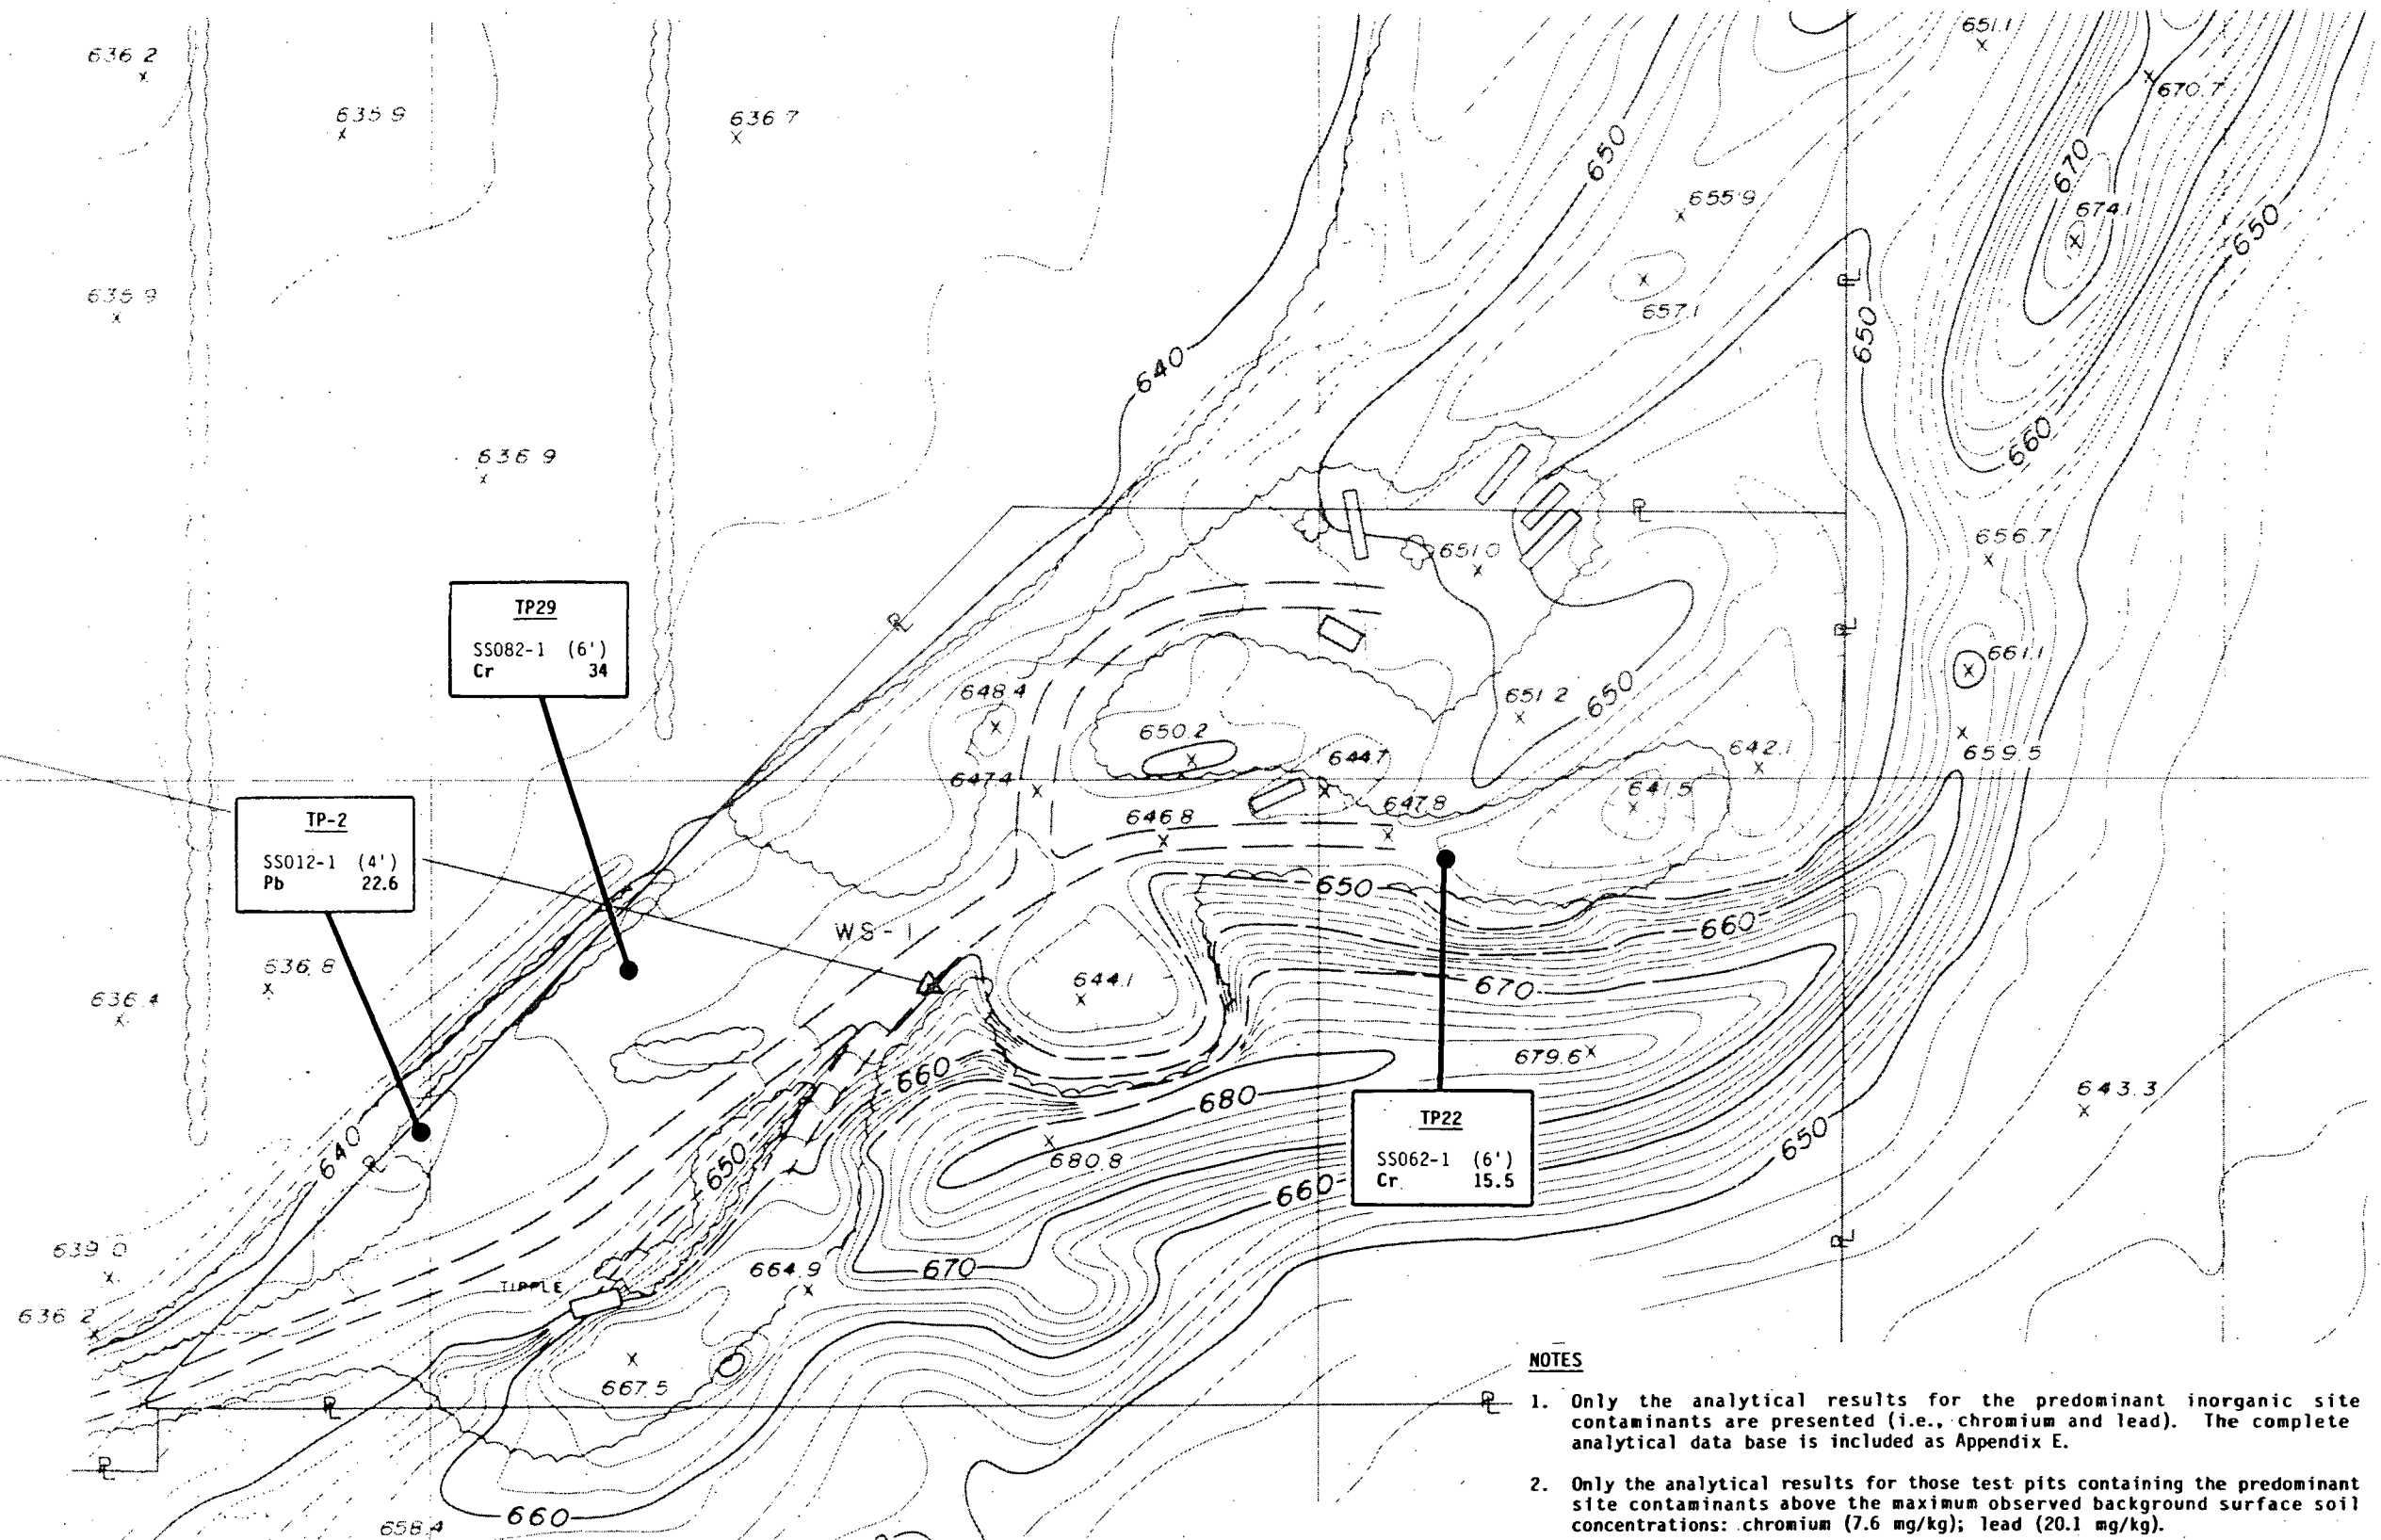 651.1
636 2
670.7
635 9
636 7
650
670
655 9
674.1
650
635 9
657.1
650
640
660
636 9
651.0
656.7
TP29
SS082-1 (6')
Cr 34
661.1
648.4
651 2
650
650.2
644.7
642.1
659.5
647.4
641.5
647.8
646 8
TP-2
SS012-1 (4')
Pb 22.6
650
660
WS-1
636.8
644.1
670
636.4
679.6
660
643.3
680
TP22
SS062-1 (6')
Cr. 15.5
640
650
680.8
650
660
639 0
664.9
670
TIPPLE
636 2
667.5
660
658.4
NOTES
1. Only the analytical results for the predominant inorganic site
contaminants are presented (i.e., chromium and lead). The complete
analytical data base is included as Appendix E.
2. Only the analytical results for those test pits containing the predominant
site contaminants above the maximum observed background surface soil
concentrations: chromium (7.6 mg/kg); lead (20.1 mg/kg).